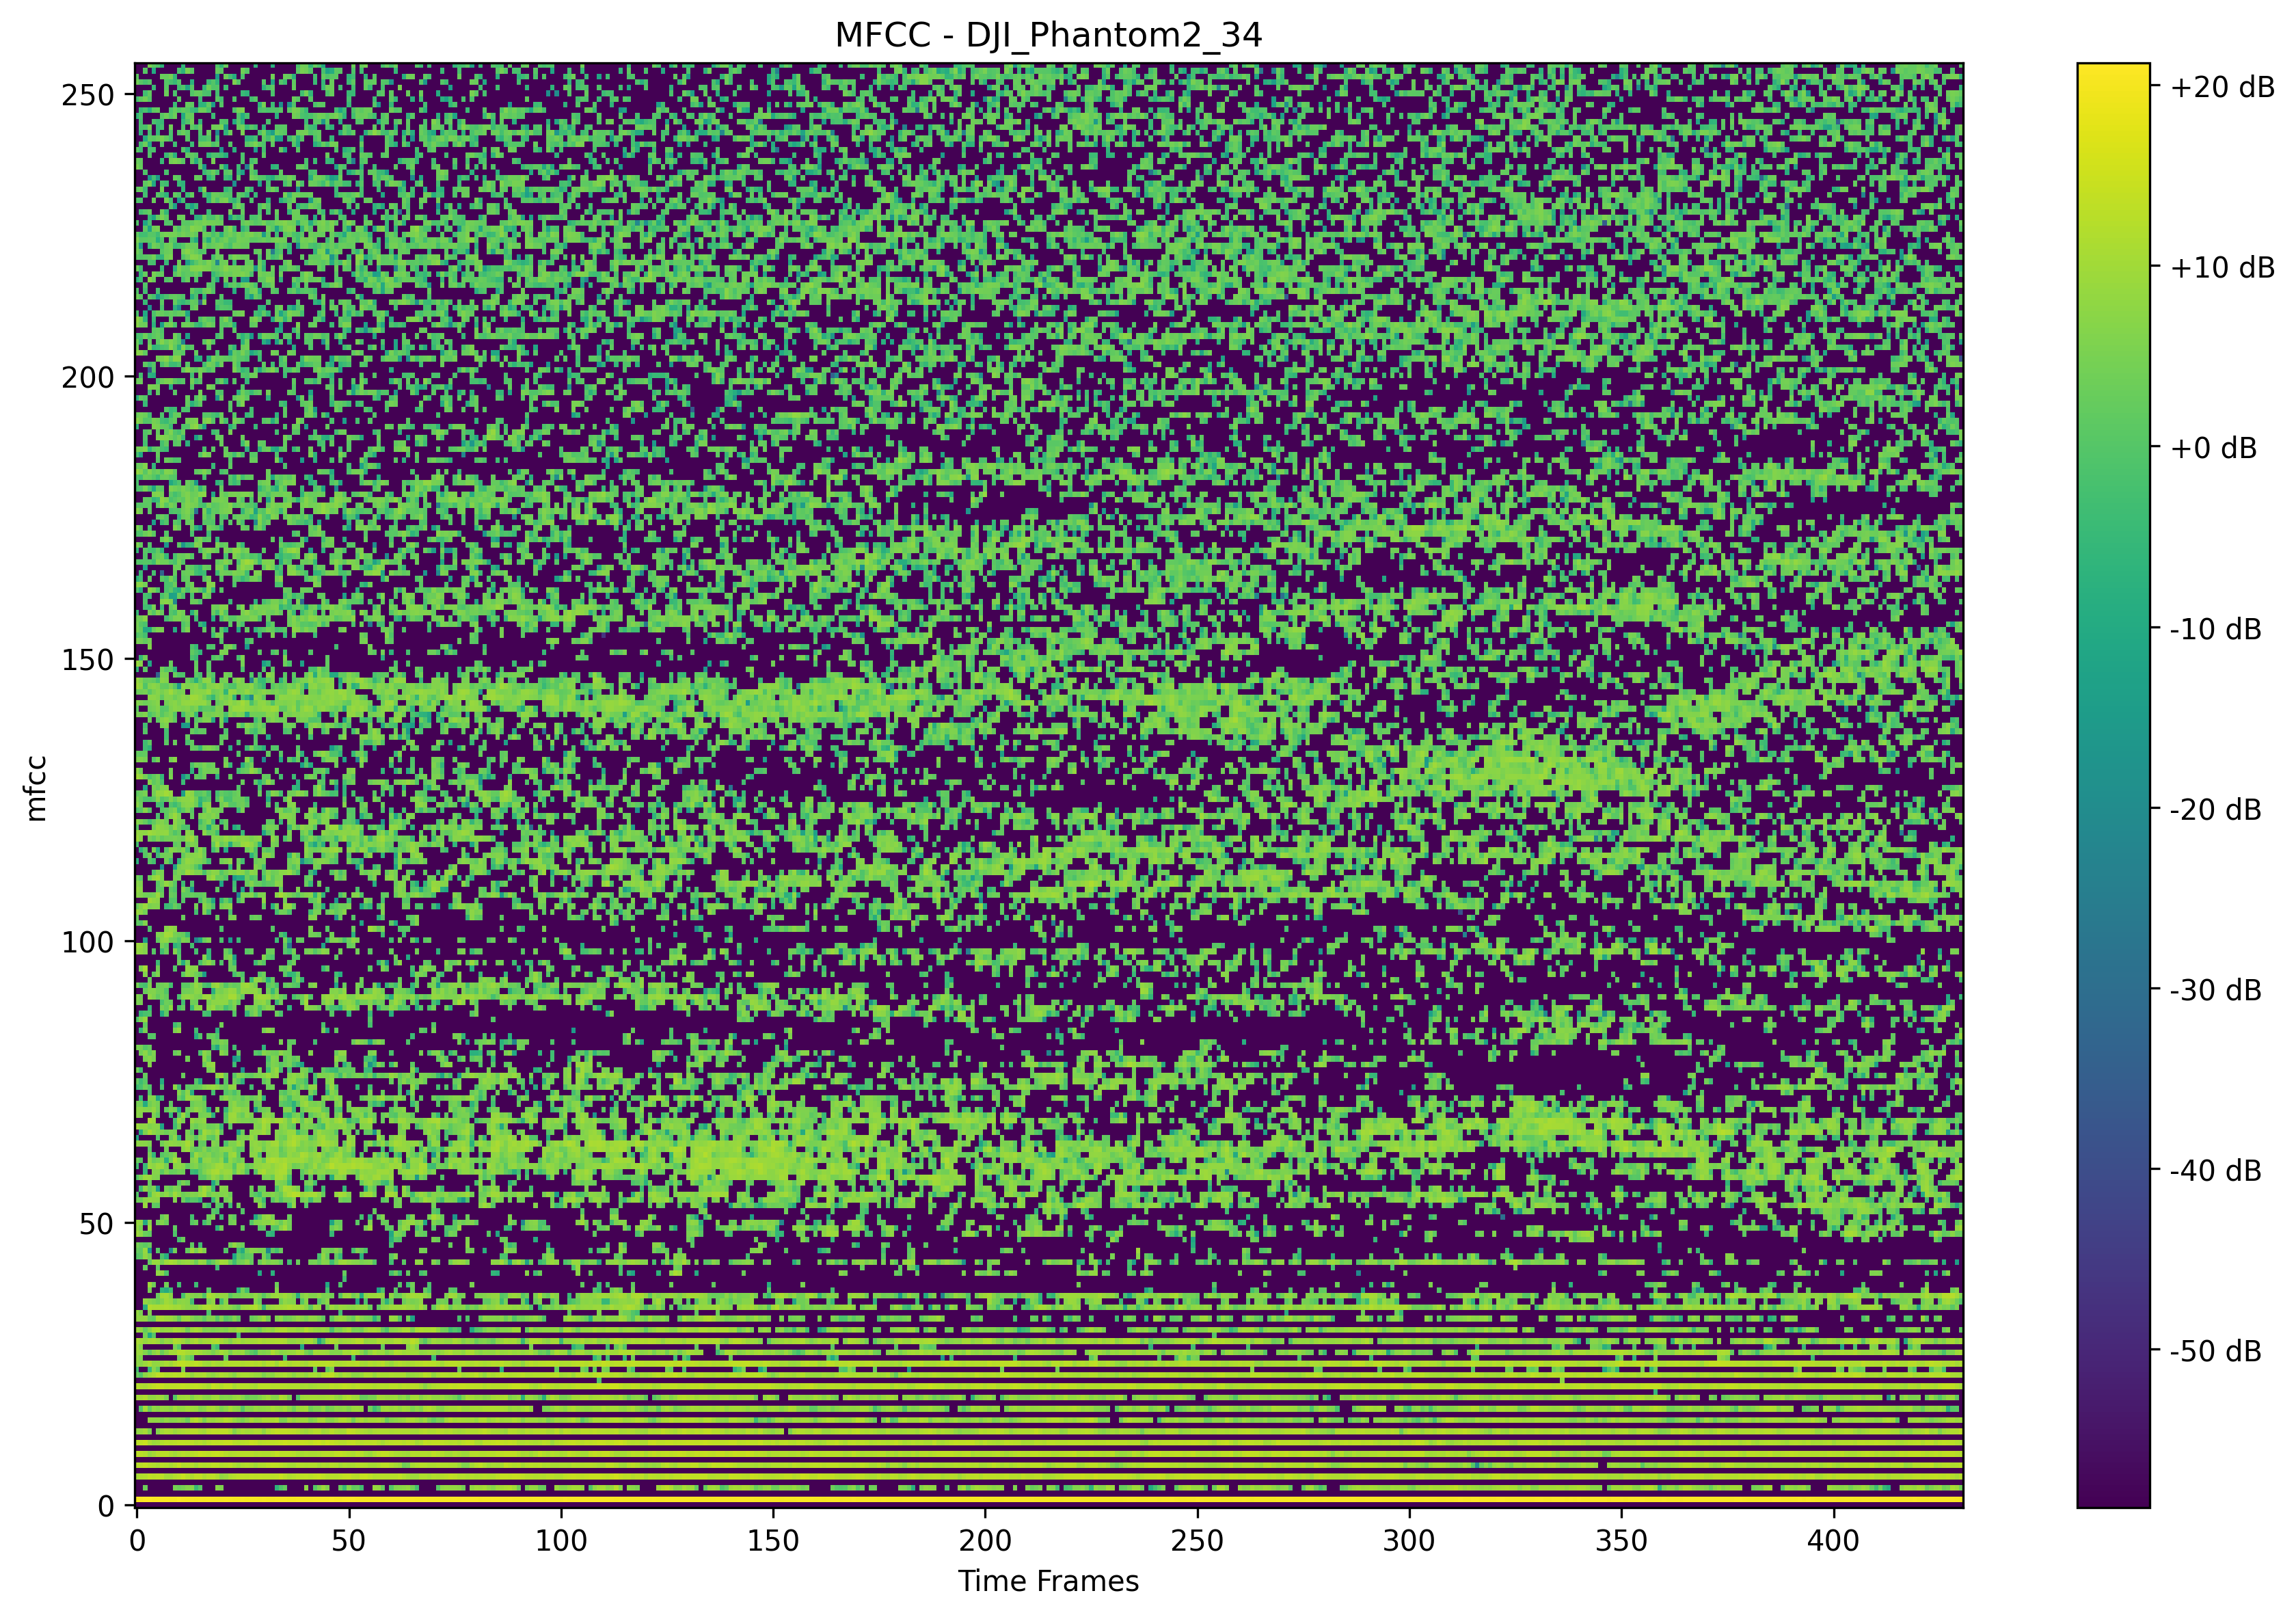 MFCC - DJI_Phantom2_34
250
200
150
100
50
0
mfcc
0 50 100 150 200 250 300 350 400
Time Frames
+20 dB
+10 dB
+0 dB
-10 dB
-20 dB
-30 dB
-40 dB
-50 dB